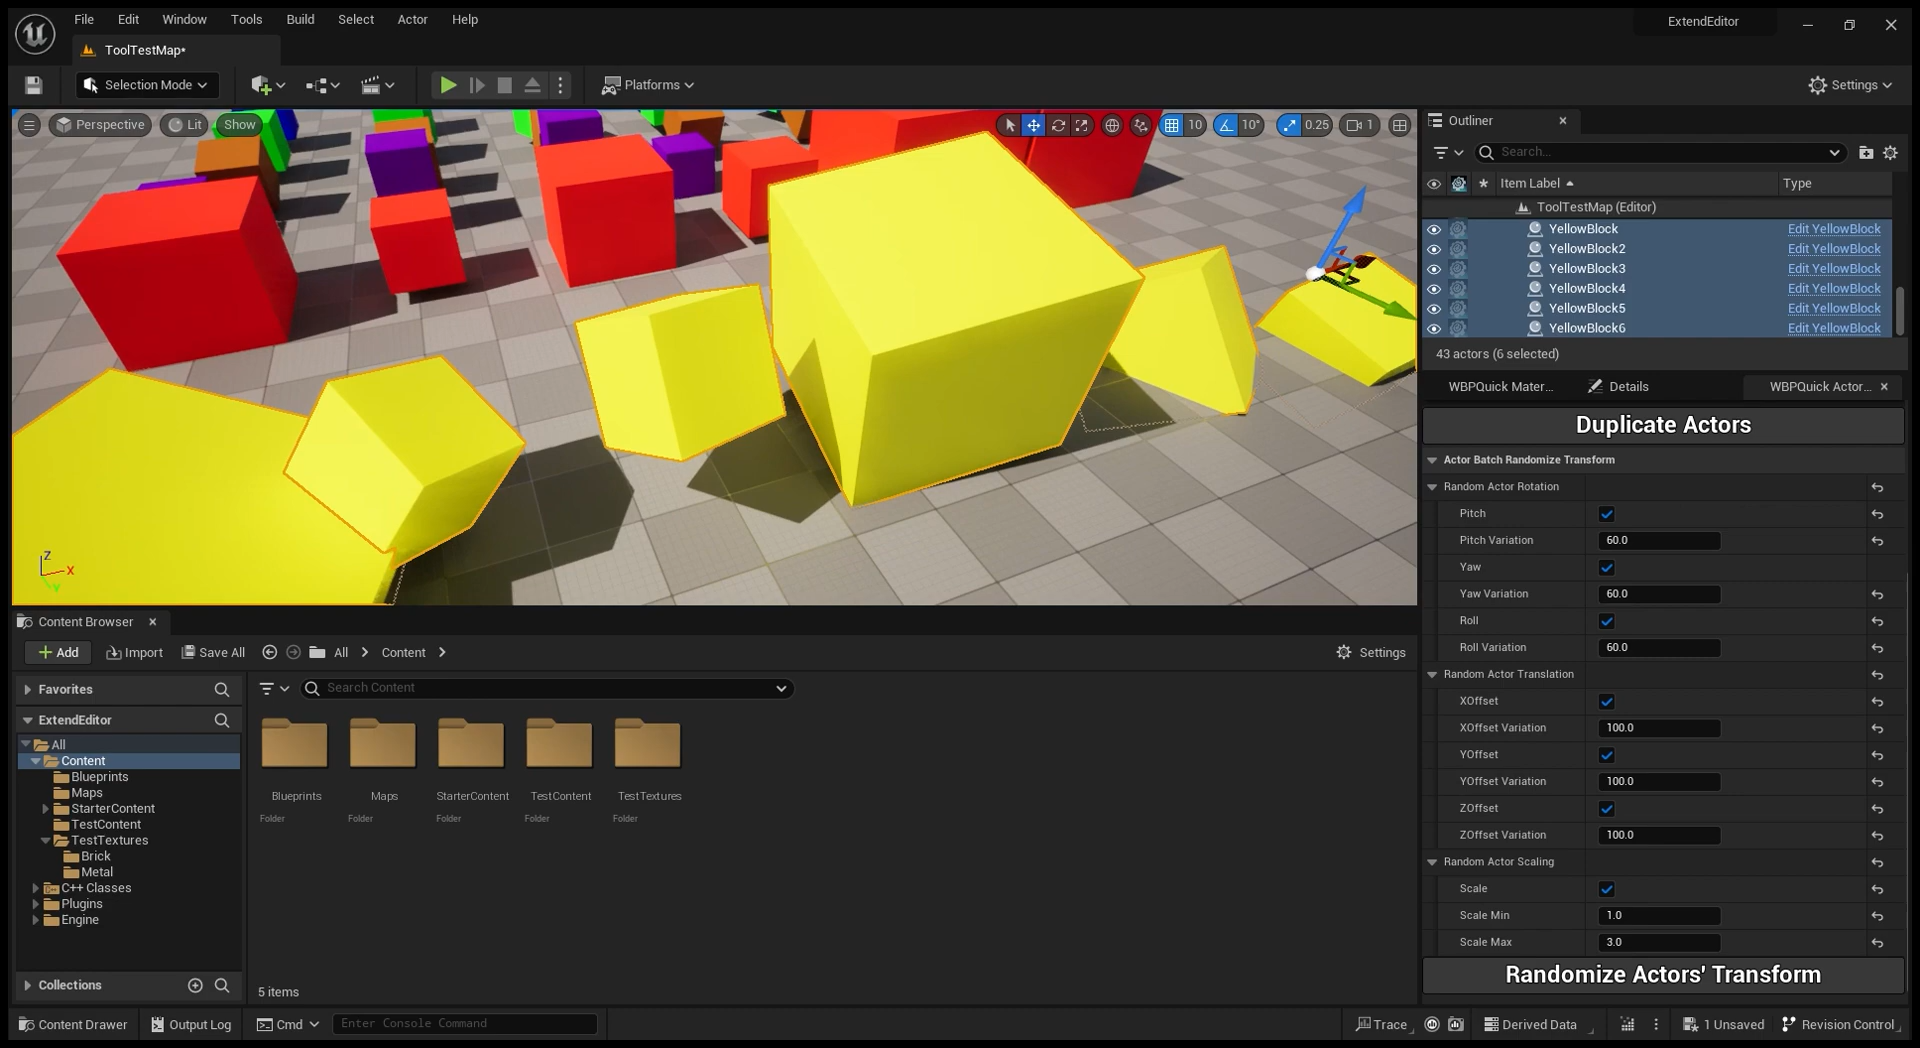 File Edit Window Tools Build Select Actor Help
ExtendEditor
ToolTestMap*
Selection Mode
Platforms
Settings
Perspective Lit Show
10 10° 0.25 1
Z
X
Y
Outliner
Search...
Item Label Type
ToolTestMap (Editor)
YellowBlock Edit YellowBlock
YellowBlock2 Edit YellowBlock
YellowBlock3 Edit YellowBlock
YellowBlock4 Edit YellowBlock
YellowBlock5 Edit YellowBlock
YellowBlock6 Edit YellowBlock
43 actors (6 selected)
WBPQuick Mater... Details WBPQuick Actor...
Duplicate Actors
Actor Batch Randomize Transform
Random Actor Rotation
Pitch
Pitch Variation 60.0
Yaw
Yaw Variation 60.0
Roll
Roll Variation 60.0
Random Actor Translation
XOffset
XOffset Variation 100.0
YOffset
YOffset Variation 100.0
ZOffset
ZOffset Variation 100.0
Random Actor Scaling
Scale
Scale Min 1.0
Scale Max 3.0
Randomize Actors' Transform
Content Browser
Add Import Save All All Content Settings
Favorites
ExtendEditor
All
Content
Blueprints
Maps
StarterContent
TestContent
TestTextures
Brick
Metal
C++ Classes
Plugins
Engine
Collections
Search Content
Blueprints Maps StarterContent TestContent TestTextures
Folder Folder Folder Folder Folder
5 items
Content Drawer Output Log Cmd Enter Console Command
Trace Derived Data 1 Unsaved Revision Control